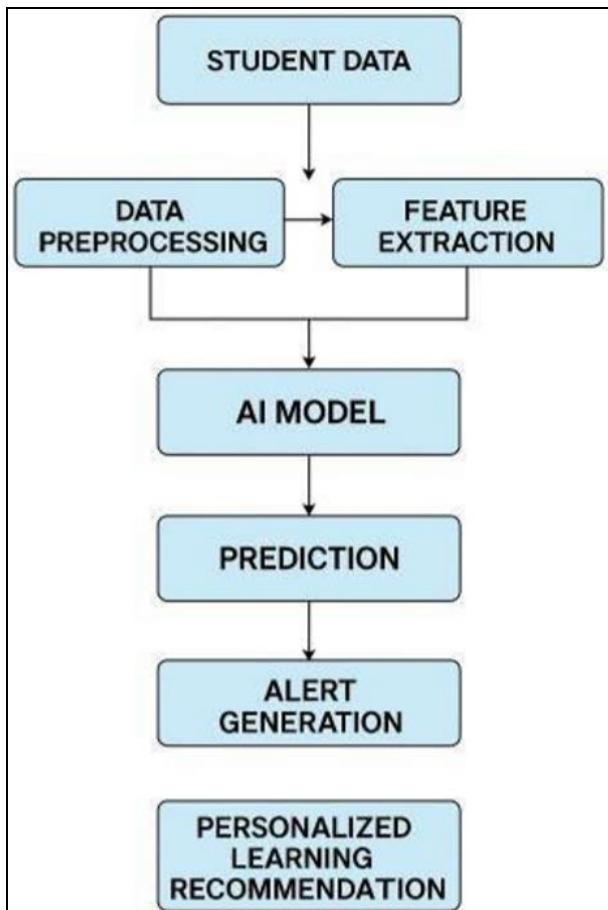 STUDENT DATA
DATA
PREPROCESSING
FEATURE
EXTRACTION
AI MODEL
PREDICTION
ALERT
GENERATION
PERSONALIZED
LEARNING
RECOMMENDATION